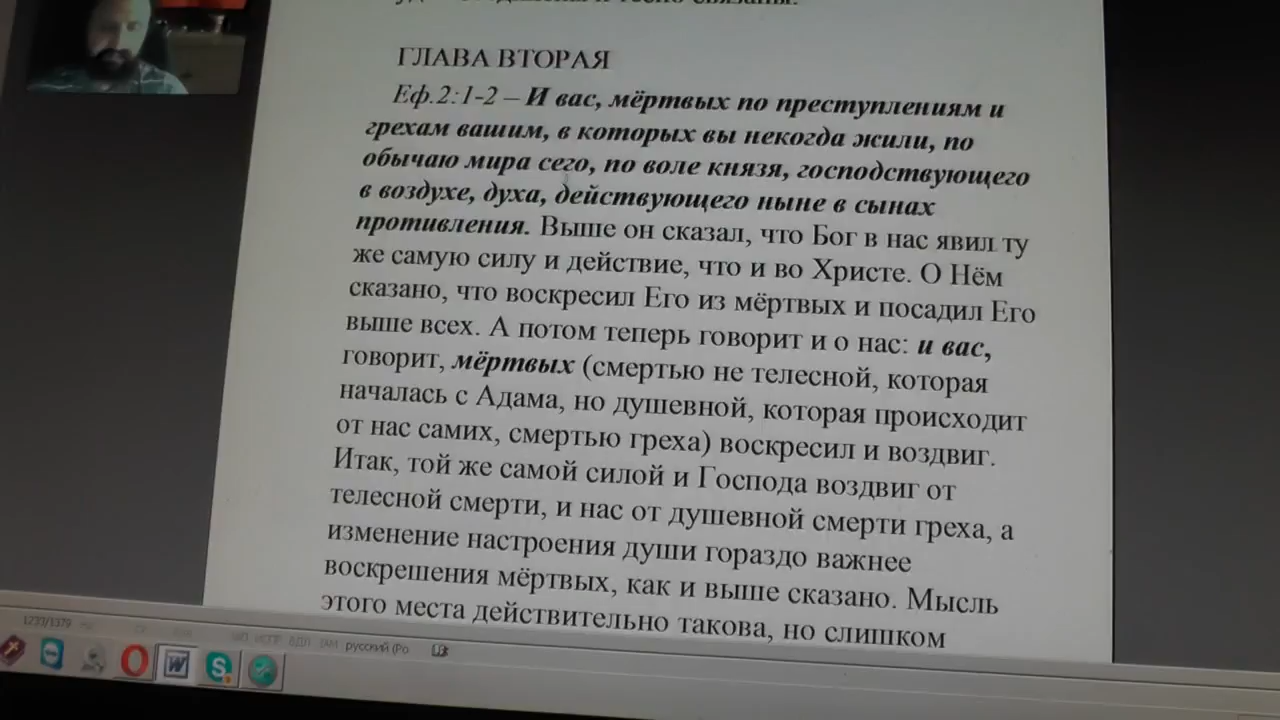 тесно связаны.
ГЛАВА ВТОРАЯ
Еф.2:1-2 – И вас, мёртвых по преступлениям и
грехам вашим, в которых вы некогда жили, по
обычаю мира сего, по воле князя, господствующего
в воздухе, духа, действующего ныне в сынах
противления. Выше он сказал, что Бог в нас явил ту
же самую силу и действие, что и во Христе. О Нём
сказано, что воскресил Его из мёртвых и посадил Его
выше всех. А потом теперь говорит и о нас: и вас,
говорит, мёртвых (смертью не телесной, которая
началась с Адама, но душевной, которая происходит
от нас самих, смертью греха) воскресил и воздвиг.
Итак, той же самой силой и Господа воздвиг от
телесной смерти, и нас от душевной смерти греха, а
изменение настроения души гораздо важнее
воскрешения мёртвых, как и выше сказано. Мысль
этого места действительно такова, но слишком
1233/1379
русский (Ро